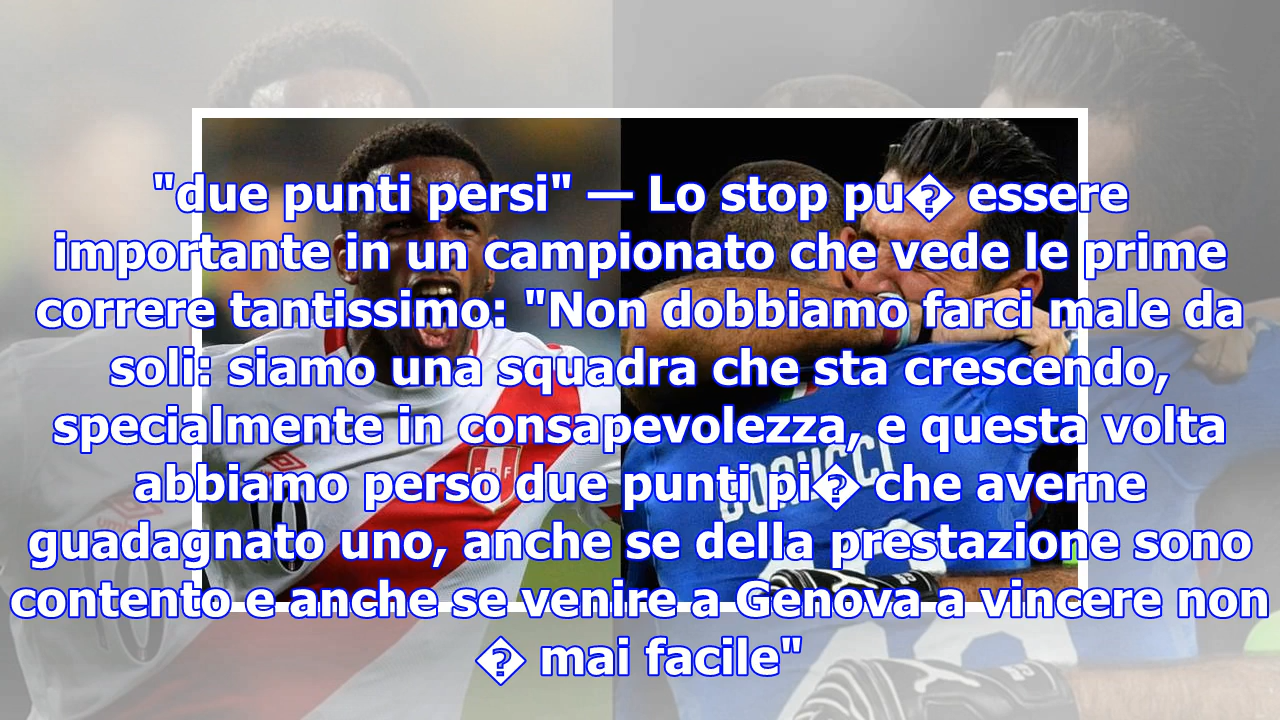 "due punti persi" — Lo stop pu� essere
importante in un campionato che vede le prime
correre tantissimo: "Non dobbiamo farci male da
soli: siamo una squadra che sta crescendo,
specialmente in consapevolezza, e questa volta
abbiamo perso due punti pi� che averne
guadagnato uno, anche se della prestazione sono
contento e anche se venire a Genova a vincere non
� mai facile"
10
FPF
BONUCCI